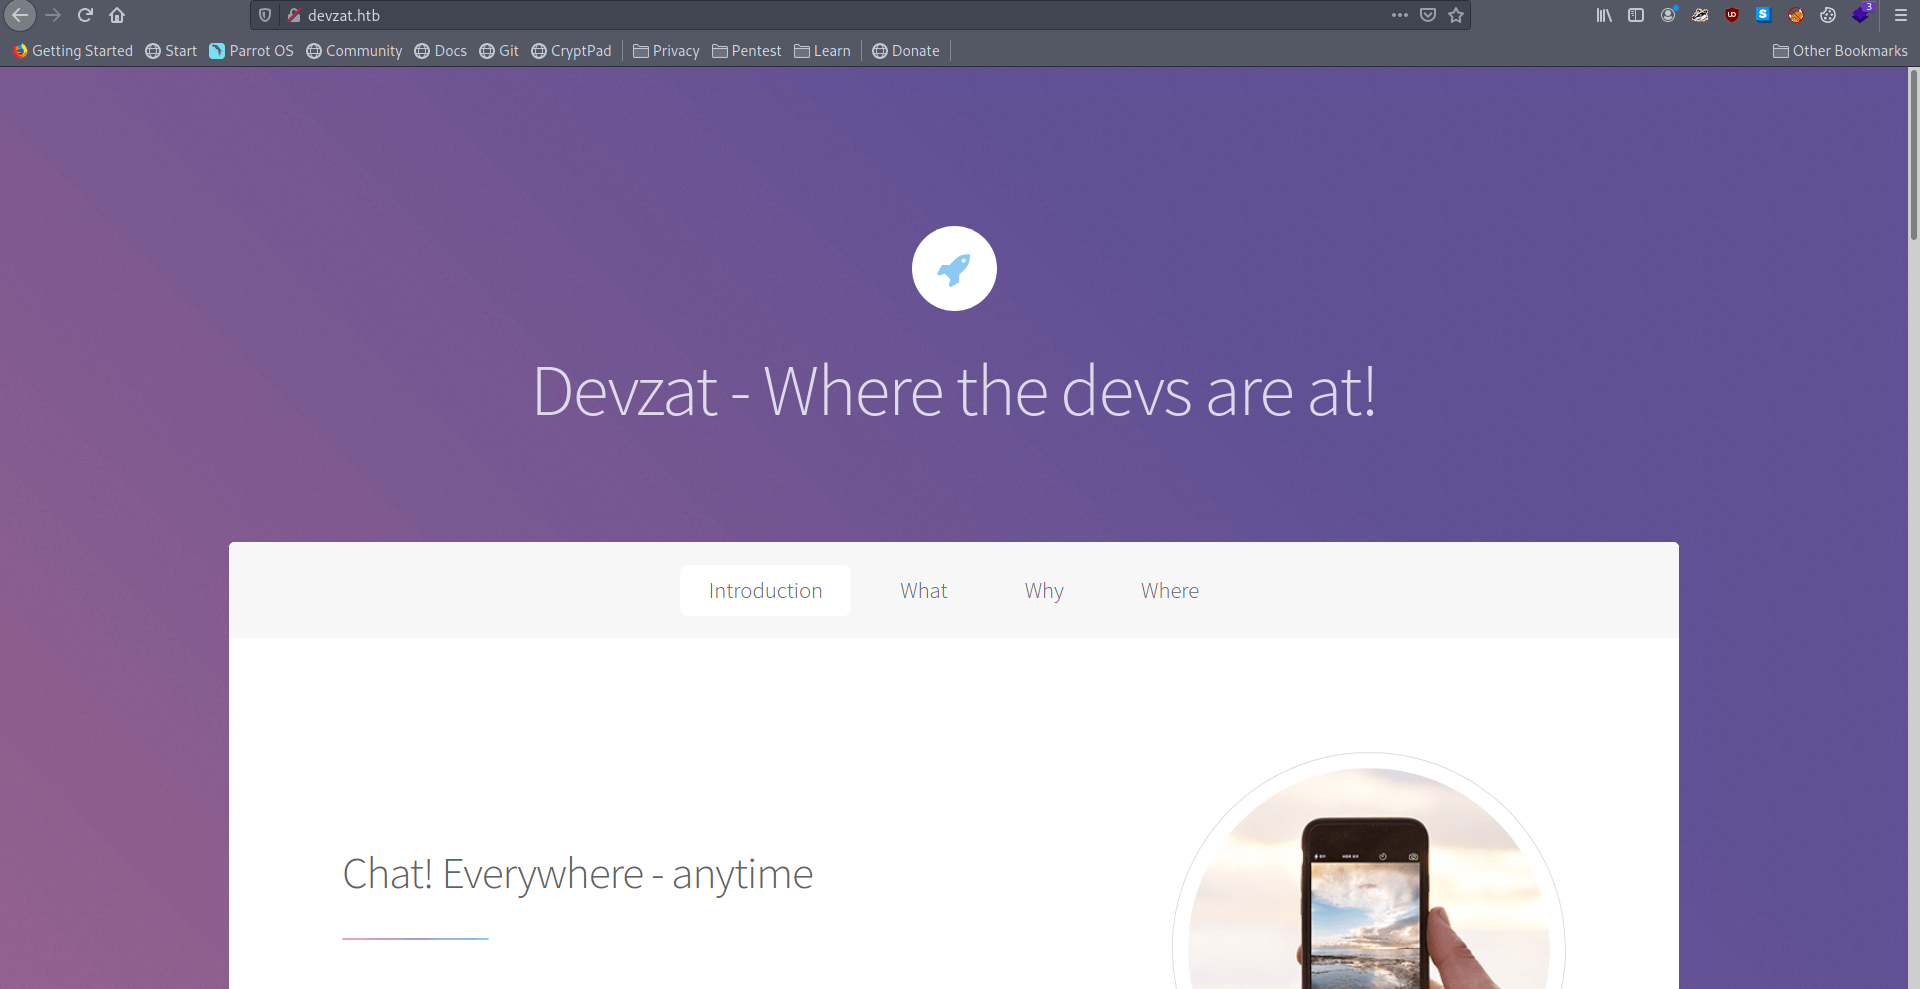 devzat.htb
3
Getting Started Start Parrot OS Community Docs Git CryptPad Privacy Pentest Learn Donate Other Bookmarks
Devzat - Where the devs are at!
Introduction What Why Where
Chat! Everywhere - anytime